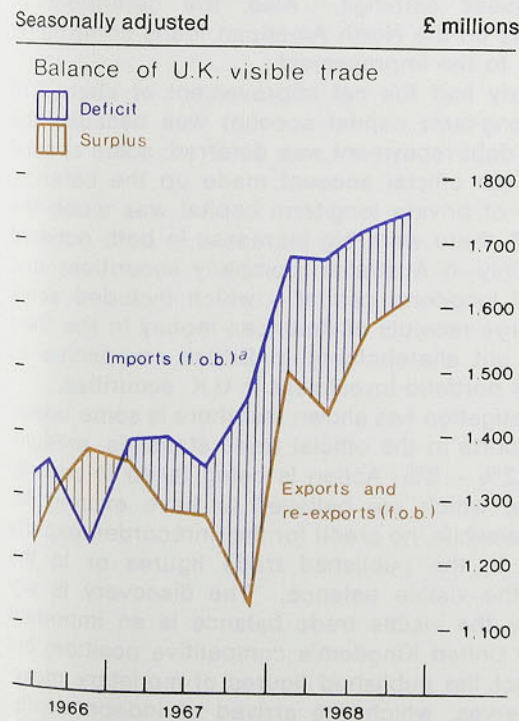 Seasonally adjusted £ millions
Balance of U.K. visible trade
Deficit
Surplus
1.800
1.700
1.600
Imports (f.o.b.)ª
1.500
1.400
Exports and
1.300
re-exports (f.o.b.)
1.200
1.100
1966 1967 1968